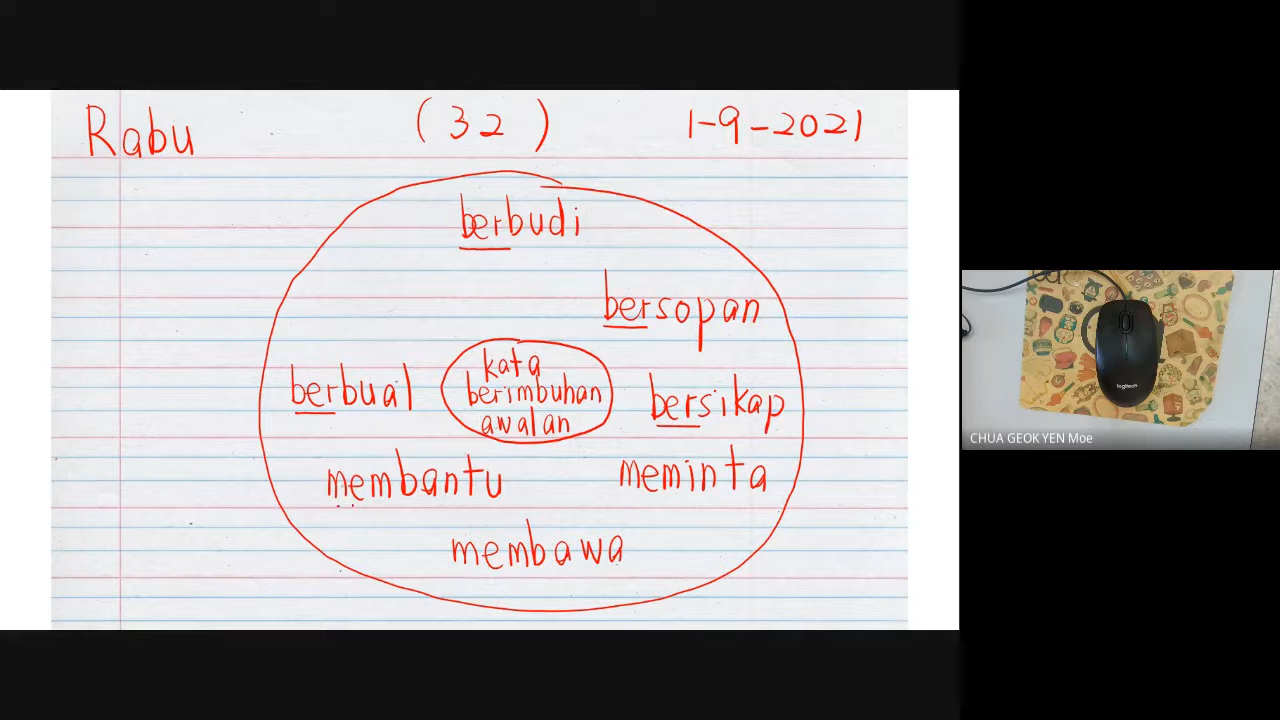 Rabu (32) 1-9-2021
berbudi
bersopan
berbual
kata
berimbuhan
awalan
bersikap
membantu
meminta
membawa
logitech
CHUA GEOK YEN Moe